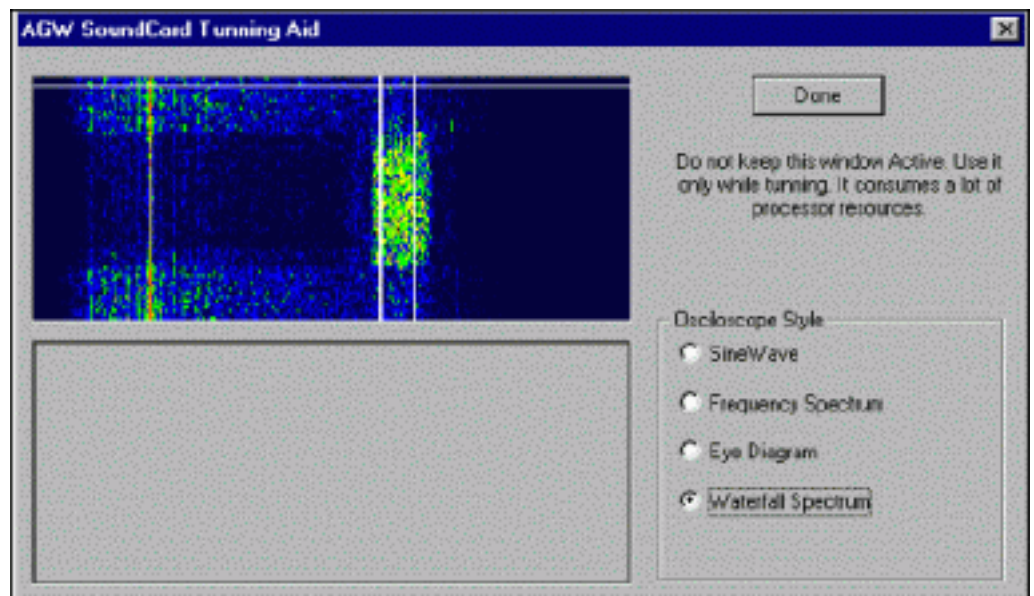 AGW SoundCard Tunning Aid
Done
Do not keep this window Active. Use it
only while tunning. It consumes a lot of
processor resources.
Osciloscope Style
SineWave
Frequency Spectrum
Eye Diagram
Waterfall Spectrum